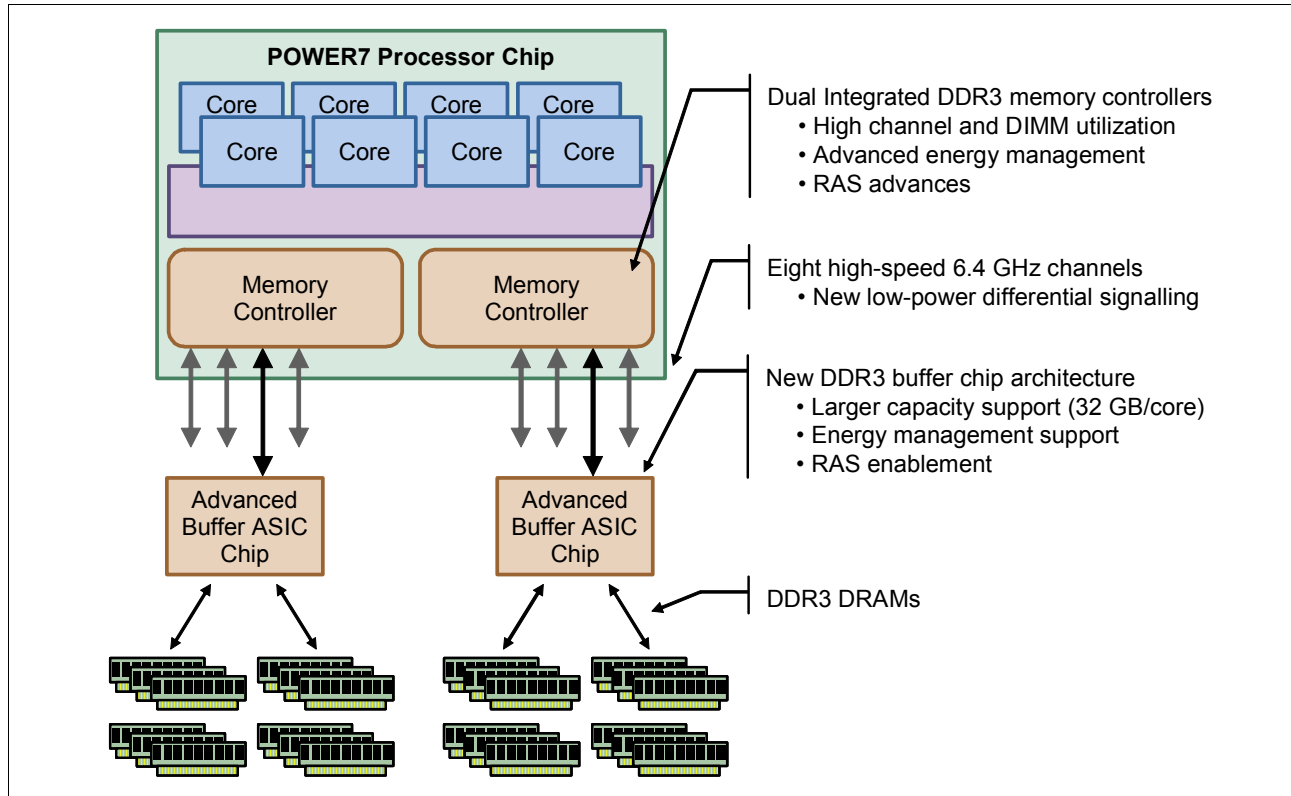 POWER7 Processor Chip
Core Core Core Core
Core Core Core Core
Memory
Controller
Memory
Controller
Advanced
Buffer ASIC
Chip
Advanced
Buffer ASIC
Chip
Dual Integrated DDR3 memory controllers
• High channel and DIMM utilization
• Advanced energy management
• RAS advances
Eight high-speed 6.4 GHz channels
• New low-power differential signalling
New DDR3 buffer chip architecture
• Larger capacity support (32 GB/core)
• Energy management support
• RAS enablement
DDR3 DRAMs